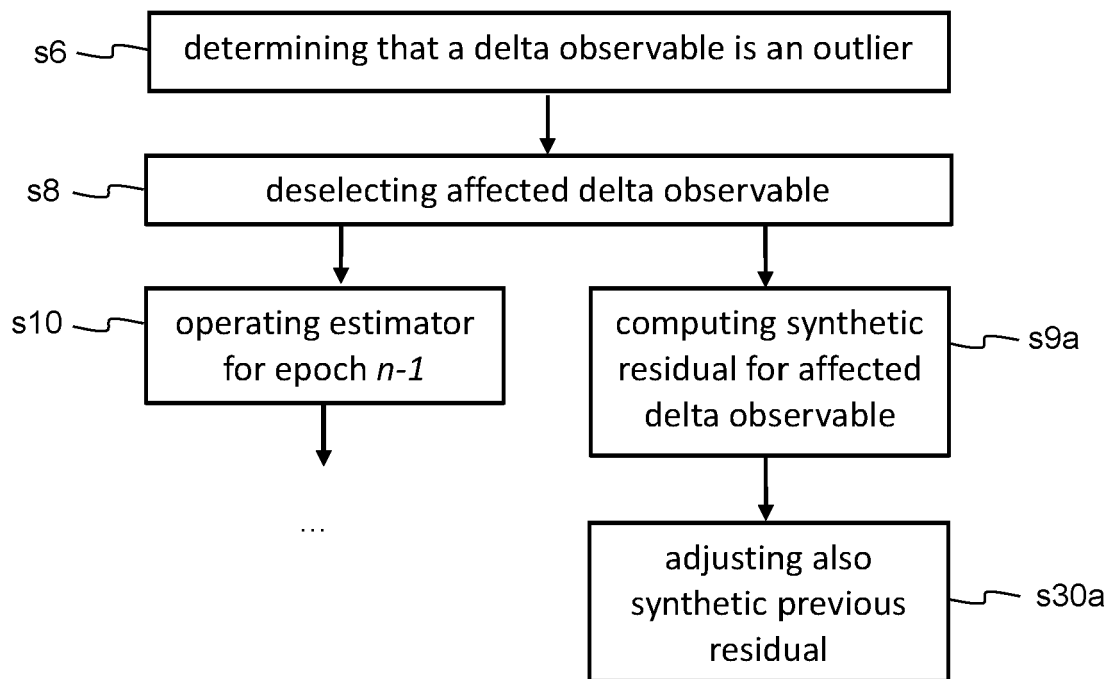 s6
determining that a delta observable is an outlier
s8
deselecting affected delta observable
s10
operating estimator
for epoch n-1
...
computing synthetic
residual for affected
delta observable
s9a
adjusting also
synthetic previous
residual
s30a